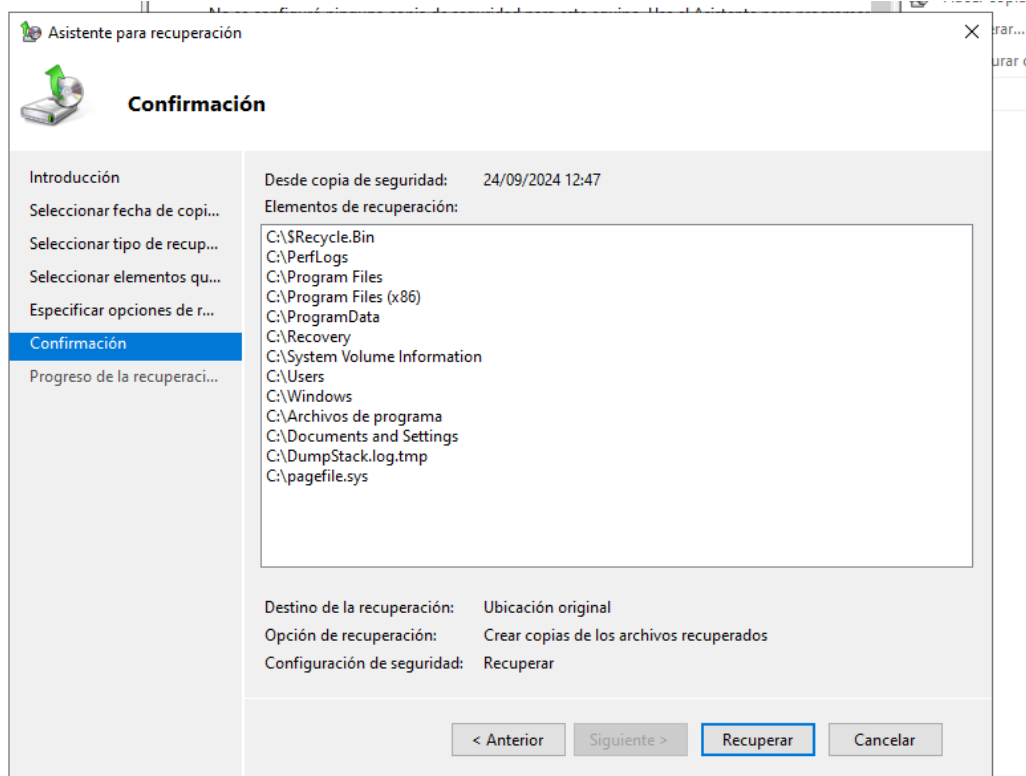 Asistente para recuperación
Confirmación
Introducción
Seleccionar fecha de copi...
Seleccionar tipo de recup...
Seleccionar elementos qu...
Especificar opciones de r...
Confirmación
Progreso de la recuperaci...
Desde copia de seguridad: 24/09/2024 12:47
Elementos de recuperación:
C:\$Recycle.Bin
C:\PerfLogs
C:\Program Files
C:\Program Files (x86)
C:\ProgramData
C:\Recovery
C:\System Volume Information
C:\Users
C:\Windows
C:\Archivos de programa
C:\Documents and Settings
C:\DumpStack.log.tmp
C:\pagefile.sys
Destino de la recuperación: Ubicación original
Opción de recuperación: Crear copias de los archivos recuperados
Configuración de seguridad: Recuperar
< Anterior Siguiente > Recuperar Cancelar